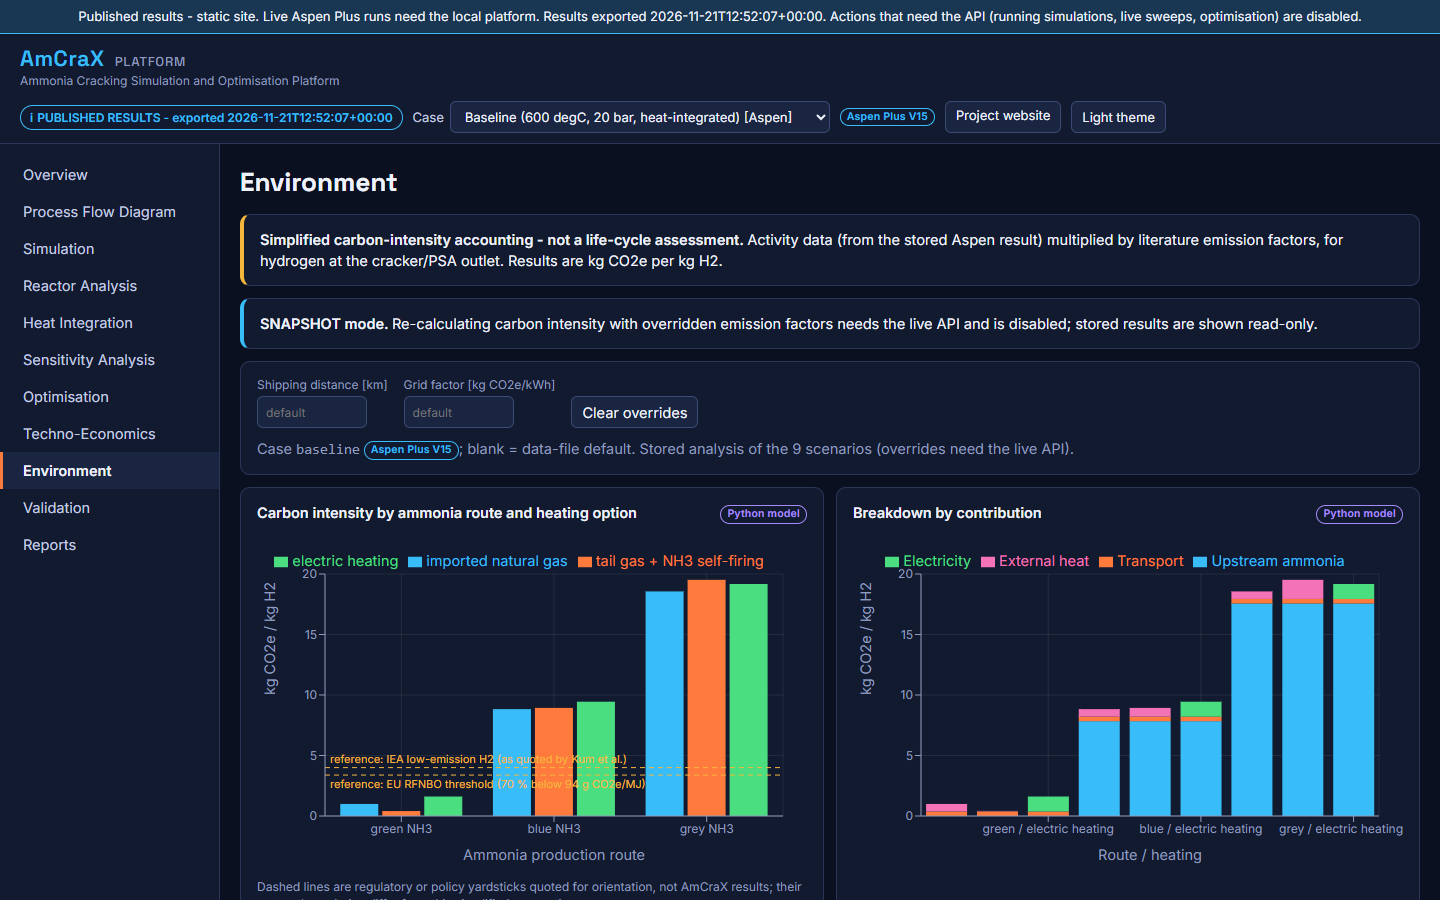 Published results - static site. Live Aspen Plus runs need the local platform. Results exported 2026-11-21T12:52:07+00:00. Actions that need the API (running simulations, live sweeps, optimisation) are disabled.
AmCraX PLATFORM
Ammonia Cracking Simulation and Optimisation Platform
i PUBLISHED RESULTS - exported 2026-11-21T12:52:07+00:00 Case Baseline (600 degC, 20 bar, heat-integrated) [Aspen] Aspen Plus V15 Project website Light theme
Overview
Process Flow Diagram
Simulation
Reactor Analysis
Heat Integration
Sensitivity Analysis
Optimisation
Techno-Economics
Environment
Validation
Reports
Environment
Simplified carbon-intensity accounting - not a life-cycle assessment. Activity data (from the stored Aspen result) multiplied by literature emission factors, for
hydrogen at the cracker/PSA outlet. Results are kg CO2e per kg H2.
SNAPSHOT mode. Re-calculating carbon intensity with overridden emission factors needs the live API and is disabled; stored results are shown read-only.
Shipping distance [km] Grid factor [kg CO2e/kWh]
default default Clear overrides
Case baseline Aspen Plus V15; blank = data-file default. Stored analysis of the 9 scenarios (overrides need the live API).
Carbon intensity by ammonia route and heating option Python model
electric heating imported natural gas tail gas + NH3 self-firing
kg CO2e / kg H2
20
15
10
5
0
reference: IEA low-emission H2 (as quoted by Kum et al.)
reference: EU RFNBO threshold (70 % below 94 g CO2e/MJ)
green NH3 blue NH3 grey NH3
Ammonia production route
Dashed lines are regulatory or policy yardsticks quoted for orientation, not AmCraX results; their
Breakdown by contribution Python model
Electricity External heat Transport Upstream ammonia
kg CO2e / kg H2
20
15
10
5
0
green / electric heating blue / electric heating grey / electric heating
Route / heating